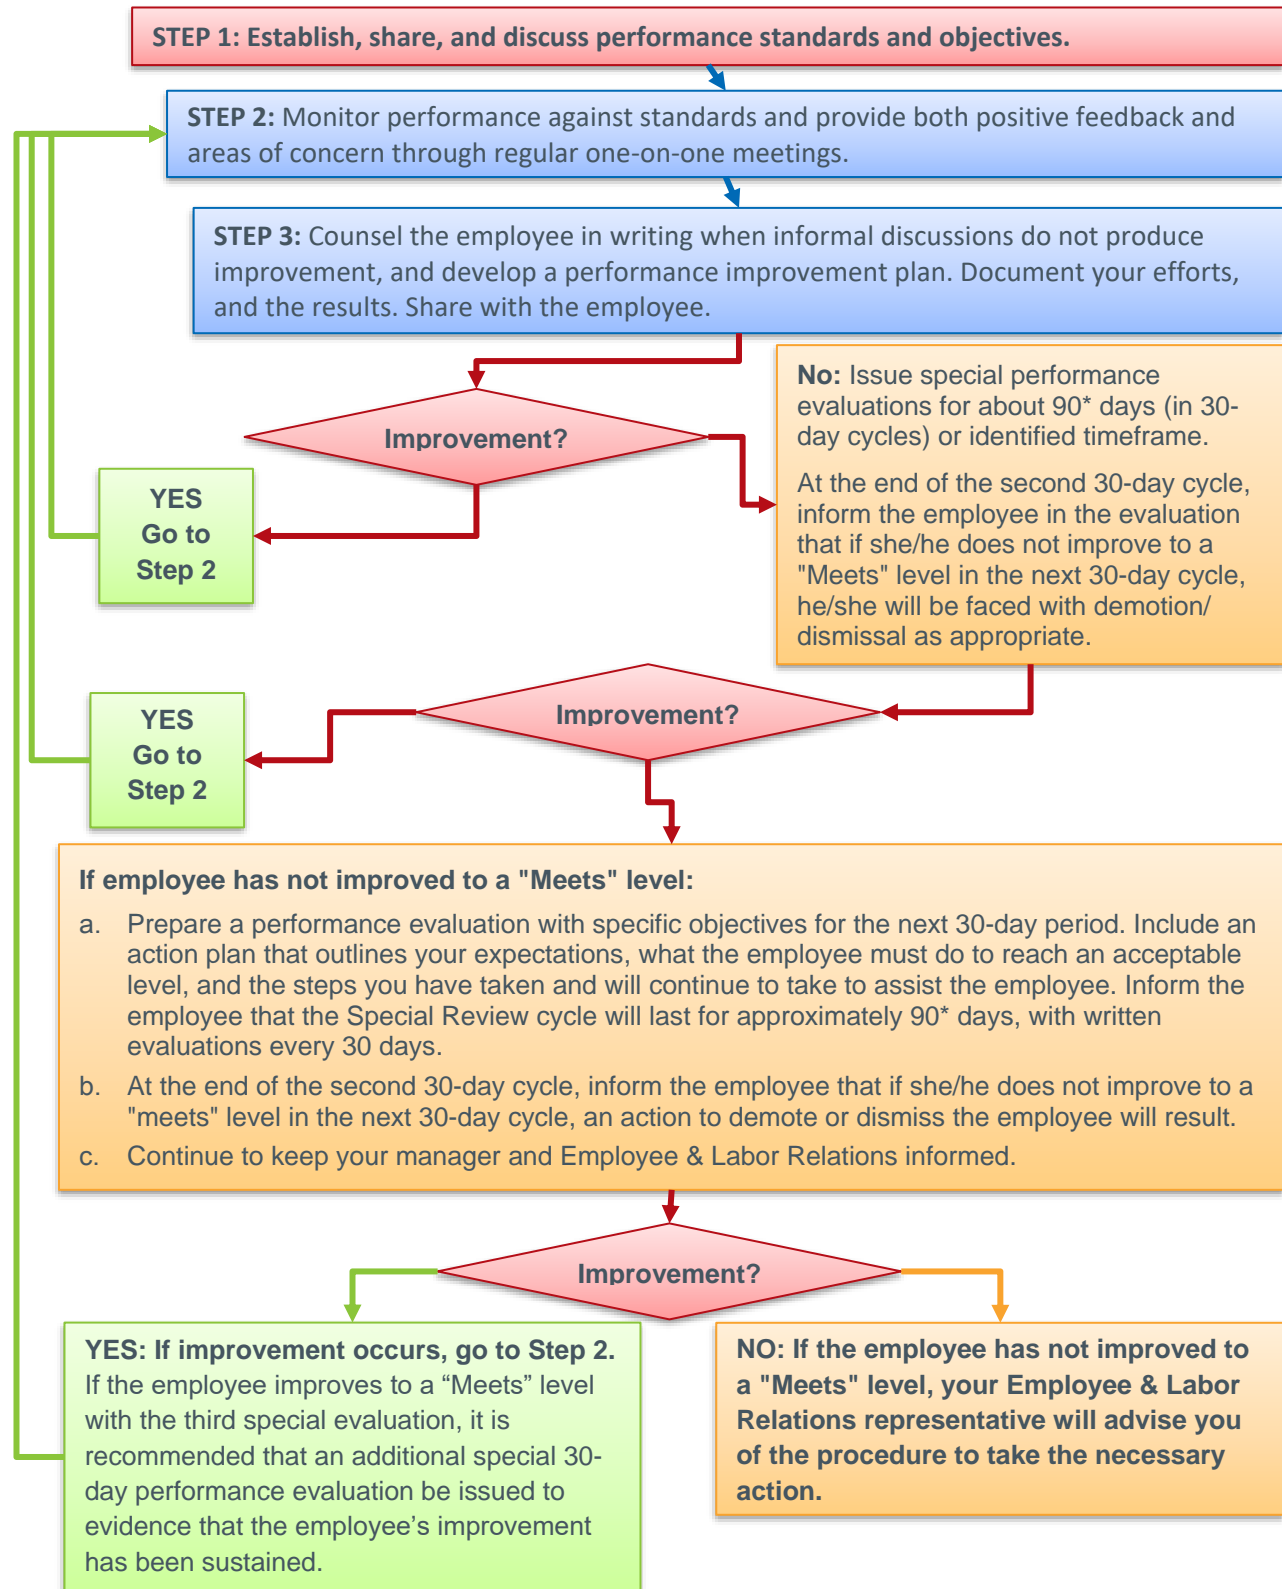 STEP 1: Establish, share, and discuss performance standards and objectives.
STEP 2: Monitor performance against standards and provide both positive feedback and
areas of concern through regular one-on-one meetings.
STEP 3: Counsel the employee in writing when informal discussions do not produce
improvement, and develop a performance improvement plan. Document your efforts,
and the results. Share with the employee.
Improvement?
No: Issue special performance
evaluations for about 90* days (in 30-
day cycles) or identified timeframe.
At the end of the second 30-day cycle,
inform the employee in the evaluation
that if she/he does not improve to a
"Meets" level in the next 30-day cycle,
he/she will be faced with demotion/
dismissal as appropriate.
YES
Go to
Step 2
Improvement?
YES
Go to
Step 2
If employee has not improved to a "Meets" level:
a. Prepare a performance evaluation with specific objectives for the next 30-day period. Include an
action plan that outlines your expectations, what the employee must do to reach an acceptable
level, and the steps you have taken and will continue to take to assist the employee. Inform the
employee that the Special Review cycle will last for approximately 90* days, with written
evaluations every 30 days.
b. At the end of the second 30-day cycle, inform the employee that if she/he does not improve to a
"meets" level in the next 30-day cycle, an action to demote or dismiss the employee will result.
c. Continue to keep your manager and Employee & Labor Relations informed.
Improvement?
YES: If improvement occurs, go to Step 2.
If the employee improves to a “Meets” level
with the third special evaluation, it is
recommended that an additional special 30-
day performance evaluation be issued to
evidence that the employee’s improvement
has been sustained.
NO: If the employee has not improved to
a "Meets" level, your Employee & Labor
Relations representative will advise you
of the procedure to take the necessary
action.